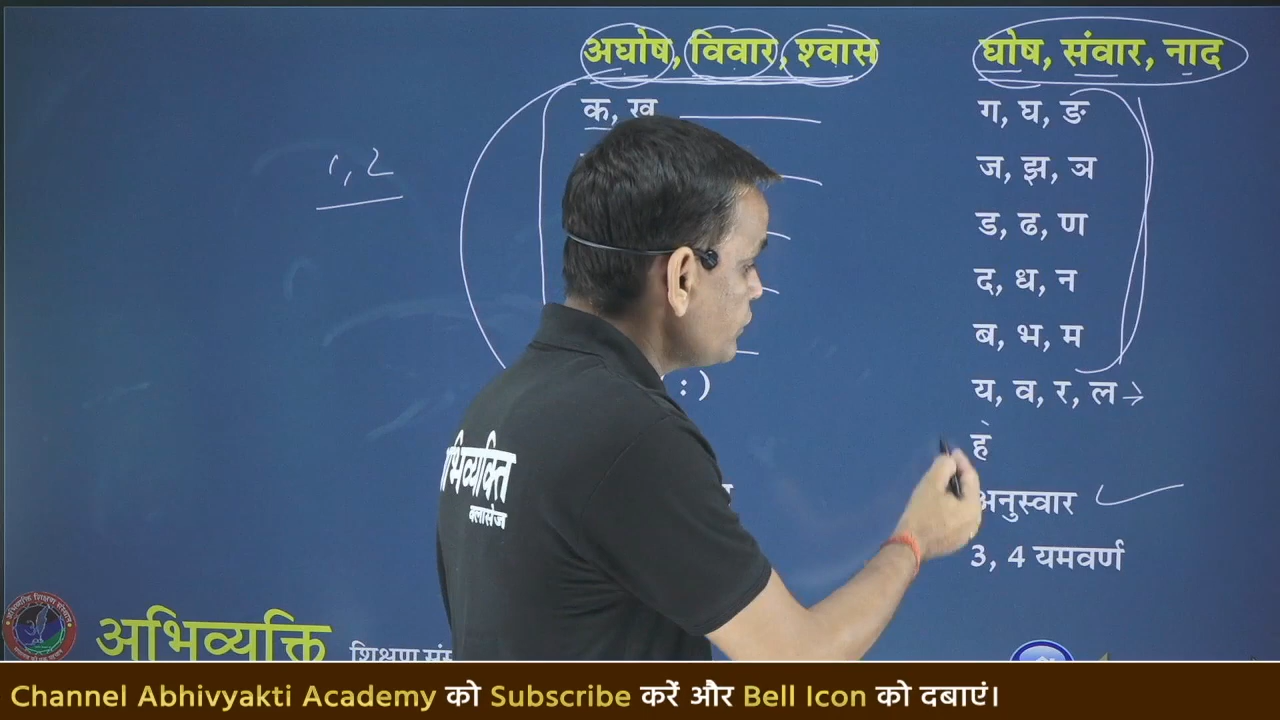 अघोष, विवार, श्वास
घोष, संवार, नाद
क, ख
ग, घ, ङ
1, 2
ज, झ, ञ
ड, ढ, ण
द, ध, न
ब, भ, म
: )
य, व, र, ल →
हं
अनुस्वार
3, 4 यमवर्ण
भिव्यक्ति
क्लासेज
अभिव्यक्ति
शिक्षण
Channel Abhivyakti Academy को Subscribe करें और Bell Icon को दबाएं।